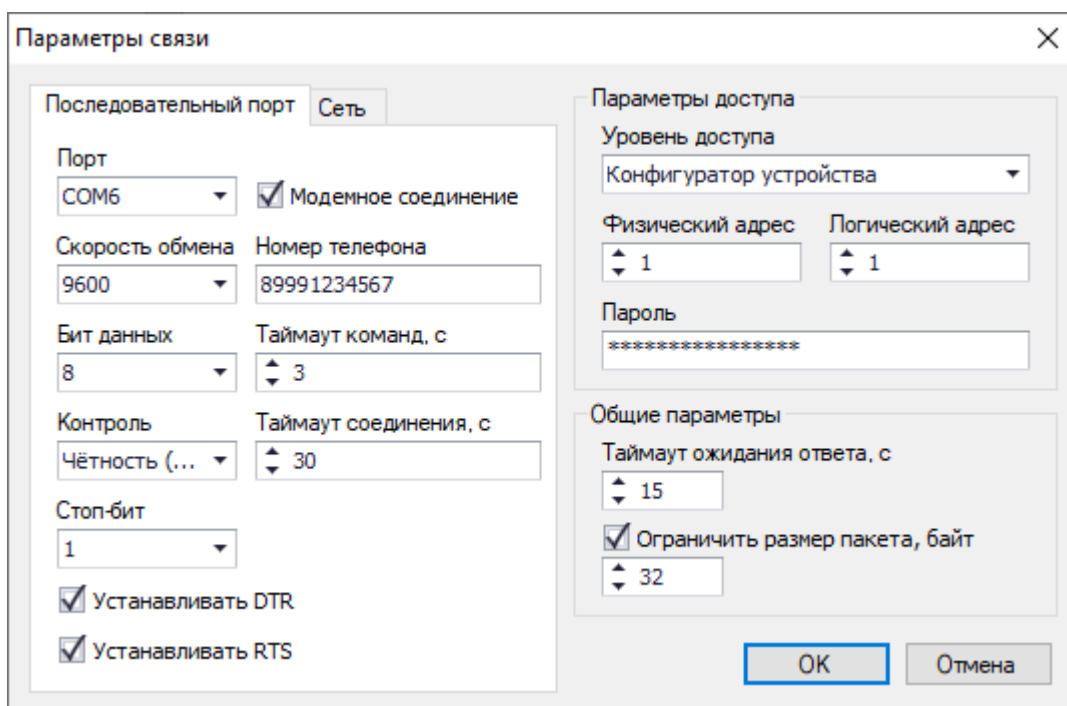 Параметры связи
Последовательный порт
Сеть
Порт
COM6
Модемное соединение
Скорость обмена
Номер телефона
9600
89991234567
Бит данных
Таймаут команд, с
8
3
Контроль
Таймаут соединения, с
Чётность (...
30
Стоп-бит
1
Устанавливать DTR
Устанавливать RTS
Параметры доступа
Уровень доступа
Конфигуратор устройства
Физический адрес
Логический адрес
1
1
Пароль
****************
Общие параметры
Таймаут ожидания ответа, с
15
Ограничить размер пакета, байт
32
OK
Отмена